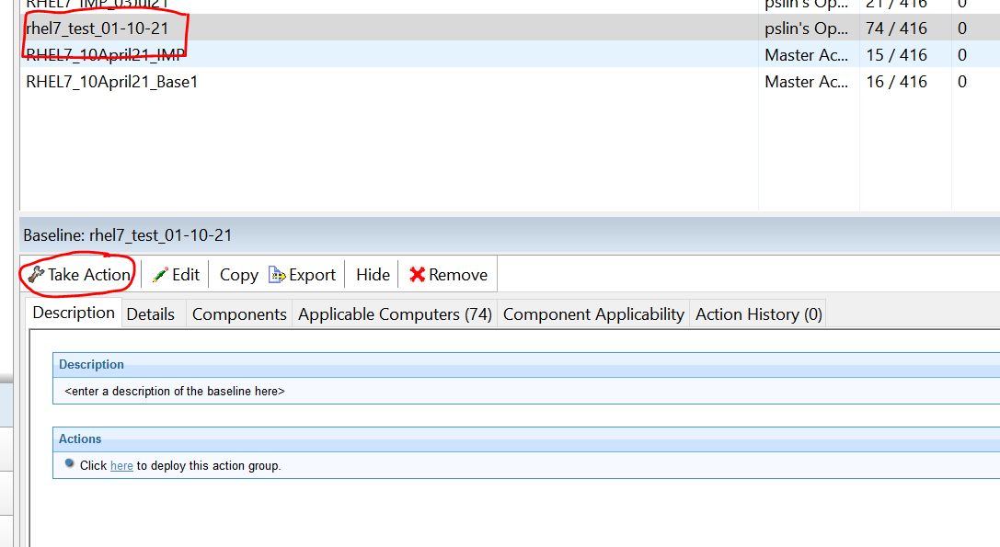 RHEL7_IMP_03Jul21 pslin's Op... 21 / 416 0
rhel7_test_01-10-21 pslin's Op... 74 / 416 0
RHEL7_10April21_IMP Master Ac... 15 / 416 0
RHEL7_10April21_Base1 Master Ac... 16 / 416 0
Baseline: rhel7_test_01-10-21
Take Action Edit Copy Export Hide Remove
Description Details Components Applicable Computers (74) Component Applicability Action History (0)
Description
<enter a description of the baseline here>
Actions
Click here to deploy this action group.